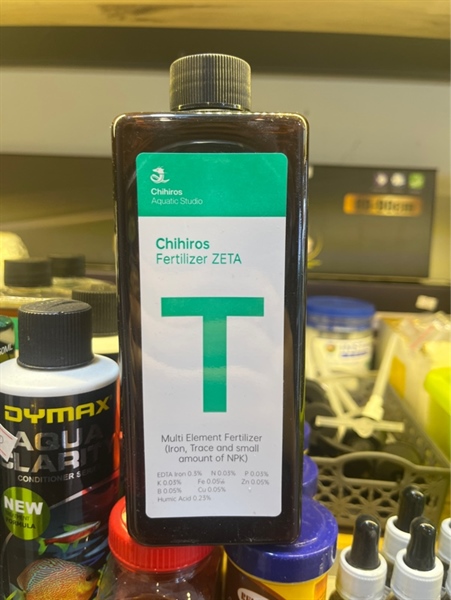 Chihiros
Aquatic Studio
Chihiros
Fertilizer ZETA
T
Multi Element Fertilizer
(Iron, Trace and small
amount of NPK)
EDTA Iron 0.3% N 0.03% P 0.03%
K 0.03% Fe 0.05% Zn 0.05%
B 0.05% Cu 0.05%
Humic Acid 0.23%
DYMAX
AQUA
CLARI
CONDITIONER
NEW